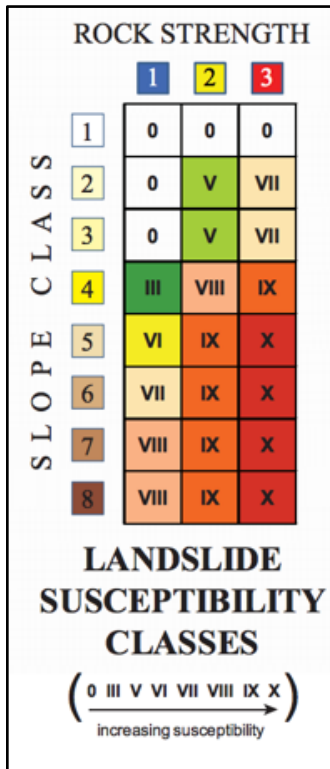 ROCK STRENGTH
1 2 3
SLOPE CLASS
1 0 0 0
2 0 V VII
3 0 V VII
4 III VIII IX
5 VI IX X
6 VII IX X
7 VIII IX X
8 VIII IX X
LANDSLIDE
SUSCEPTIBILITY
CLASSES
( 0 III V VI VII VIII IX X )
increasing susceptibility